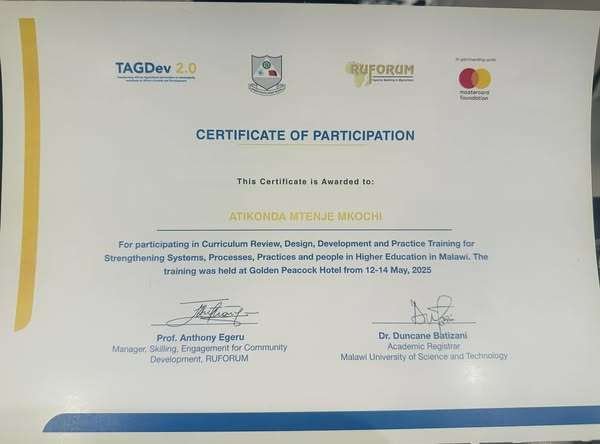 TAGDev 2.0
RUFORUM
In partnership with
mastercard
foundation
CERTIFICATE OF PARTICIPATION
This Certificate is Awarded to:
ATIKONDA MTENJE MKOCHI
For participating in Curriculum Review, Design, Development and Practice Training for
Strengthening Systems, Processes, Practices and people in Higher Education in Malawi. The
training was held at Golden Peacock Hotel from 12-14 May, 2025
Prof. Anthony Egeru
Manager, Skilling, Engagement for Community
Development, RUFORUM
Dr. Duncane Batizani
Academic Registrar
Malawi University of Science and Technology